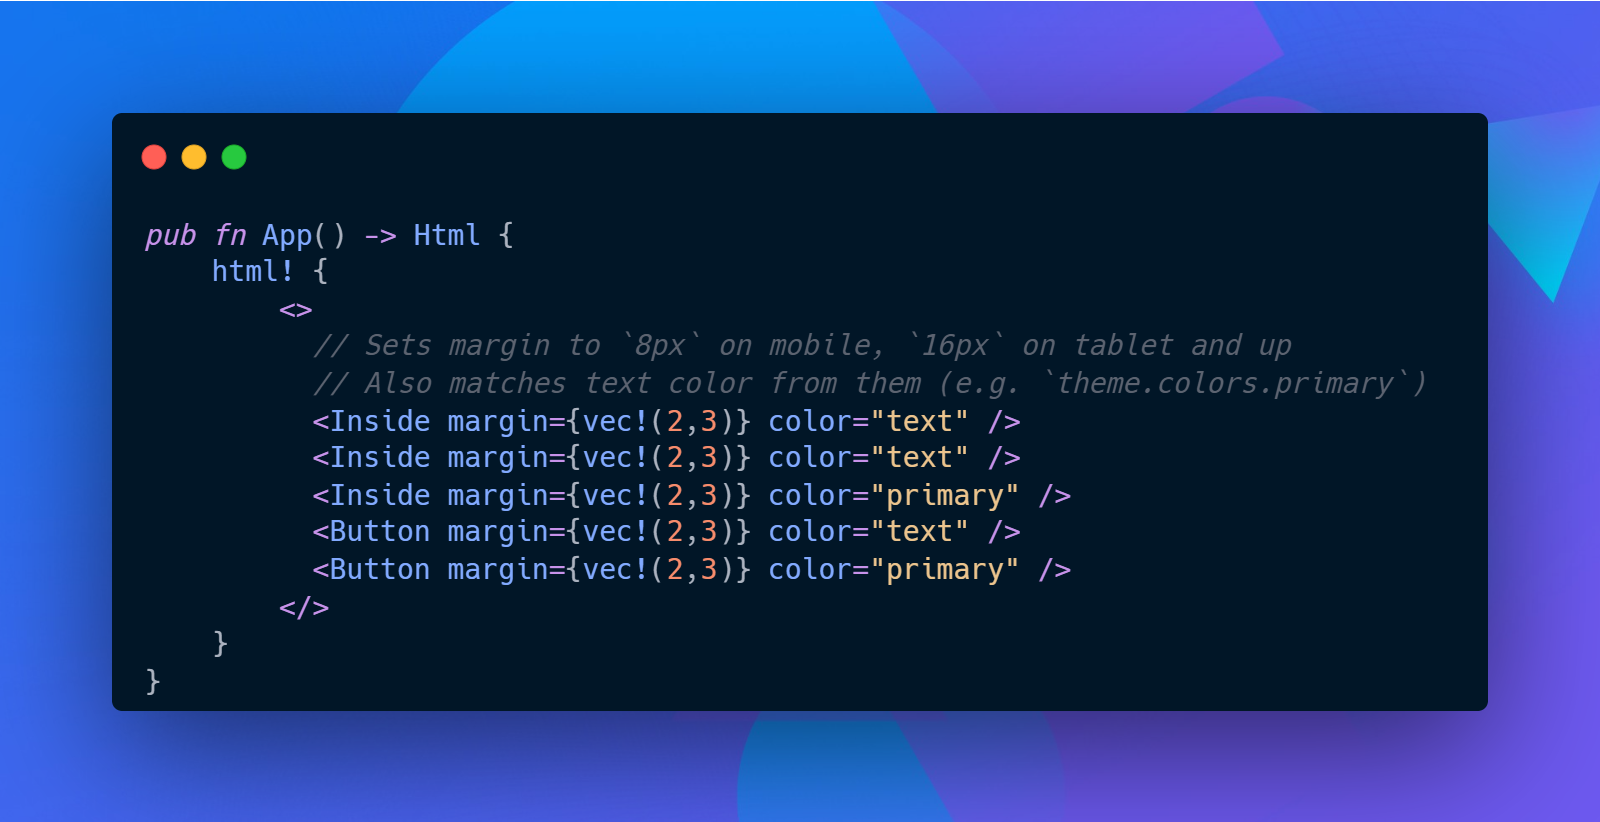 pub fn App() -> Html {
    html! {
        <>
          // Sets margin to `8px` on mobile, `16px` on tablet and up
          // Also matches text color from them (e.g. `theme.colors.primary`)
          <Inside margin={vec!(2,3)} color="text" />
          <Inside margin={vec!(2,3)} color="text" />
          <Inside margin={vec!(2,3)} color="primary" />
          <Button margin={vec!(2,3)} color="text" />
          <Button margin={vec!(2,3)} color="primary" />
        </>
    }
}